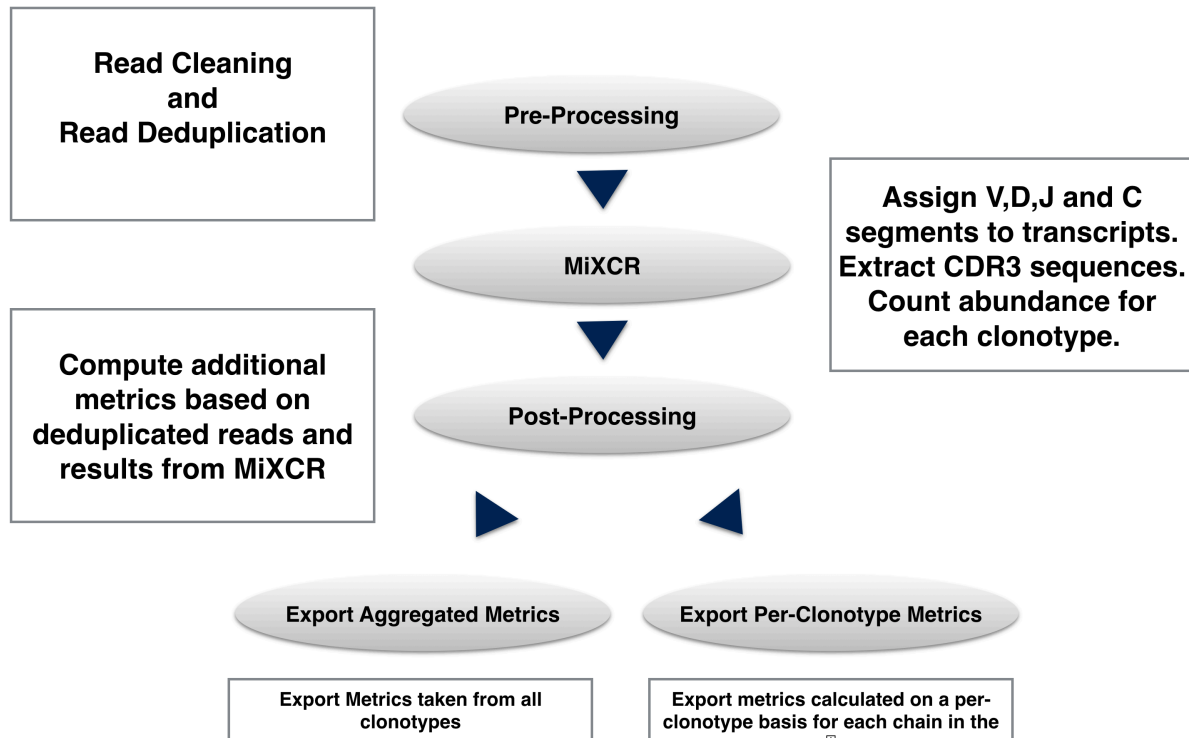 Read Cleaning
and
Read Deduplication
Pre-Processing
Assign V,D,J and C
segments to transcripts.
Extract CDR3 sequences.
Count abundance for
each clonotype.
MiXCR
Compute additional
metrics based on
deduplicated reads and
results from MiXCR
Post-Processing
Export Aggregated Metrics
Export Per-Clonotype Metrics
Export Metrics taken from all
clonotypes
Export metrics calculated on a per-
clonotype basis for each chain in the